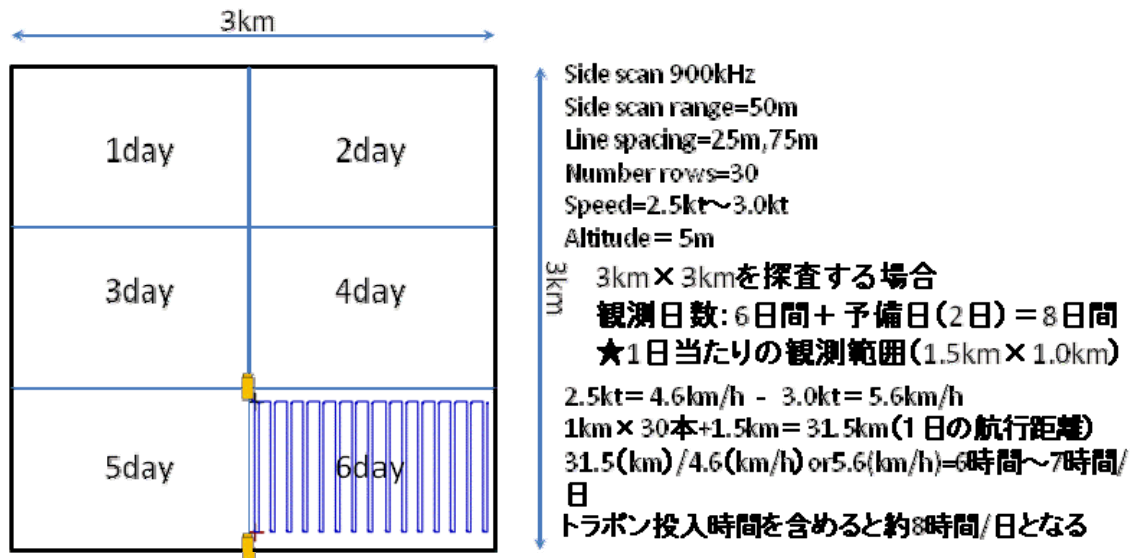 3km
1day
2day
3day
4day
5day
6day
3km
Side scan 900kHz
Side scan range=50m
Line spacing=25m,75m
Number rows=30
Speed=2.5kt～3.0kt
Altitude＝5m
3km×3kmを探査する場合
観測日数：6日間＋予備日（2日）＝8日間
★1日当たりの観測範囲（1.5km×1.0km）
2.5kt＝4.6km/h - 3.0kt＝5.6km/h
1km×30本+1.5km＝31.5km（1日の航行距離）
31.5(km)/4.6(km/h)or5.6(km/h)=6時間～7時間/
日
トラポン投入時間を含めると約8時間/日となる